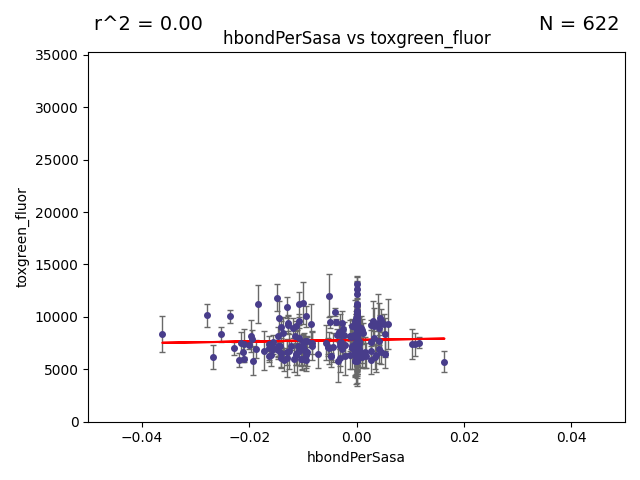 r^2 = 0.00
N = 622
hbondPerSasa vs toxgreen_fluor
35000
30000
25000
20000
15000
10000
5000
0
toxgreen_fluor
−0.04
−0.02
0.00
0.02
0.04
hbondPerSasa